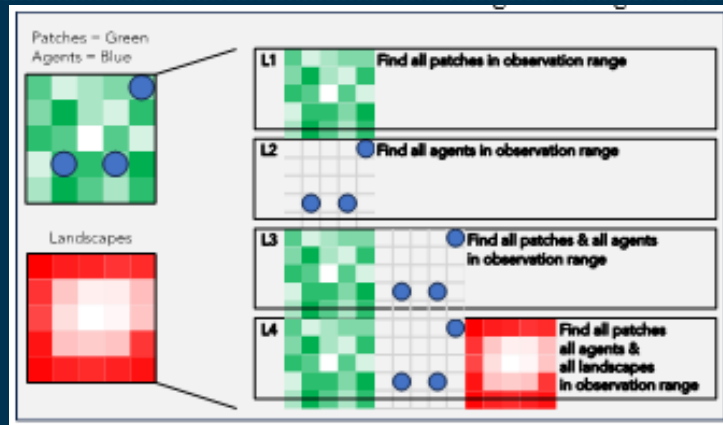 Patches = Green
Agents = Blue
L1
Find all patches in observation range
L2
Find all agents in observation range
Landscapes
L3
Find all patches & all agents
in observation range
L4
Find all patches
all agents &
all landscapes
in observation range